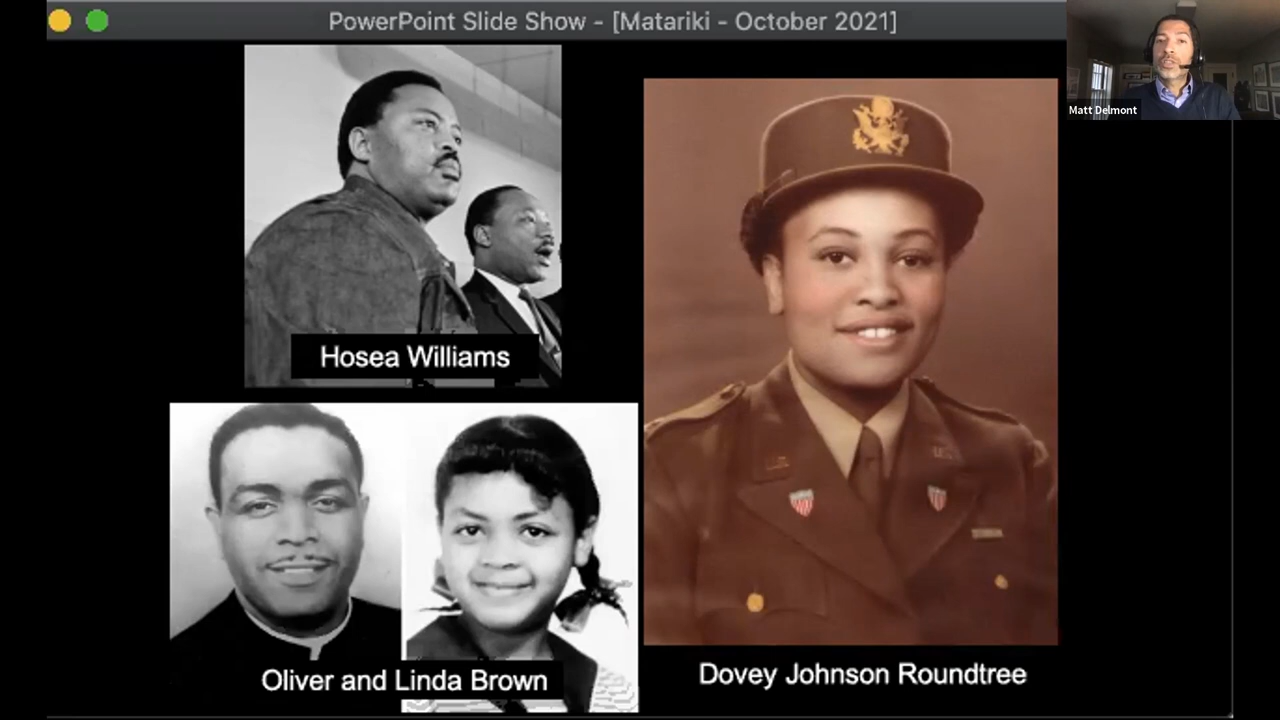 PowerPoint Slide Show - [Matariki - October 2021]
Matt Delmont
Hosea Williams
Oliver and Linda Brown
Dovey Johnson Roundtree